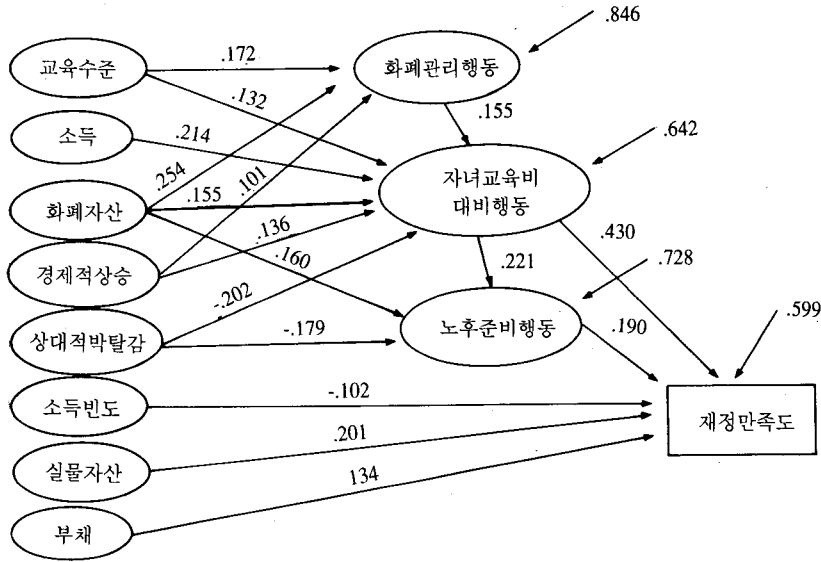 .846
교육수준
.172
화폐관리행동
.132
.155
소득
.214
.642
.254
.101
자녀교육비
대비행동
화폐자산
.155
.136
.430
경제적상승
.160
.221
.728
-.202
상대적박탈감
-.179
노후준비행동
.190
.599
소득빈도
-.102
재정만족도
.201
실물자산
134
부채